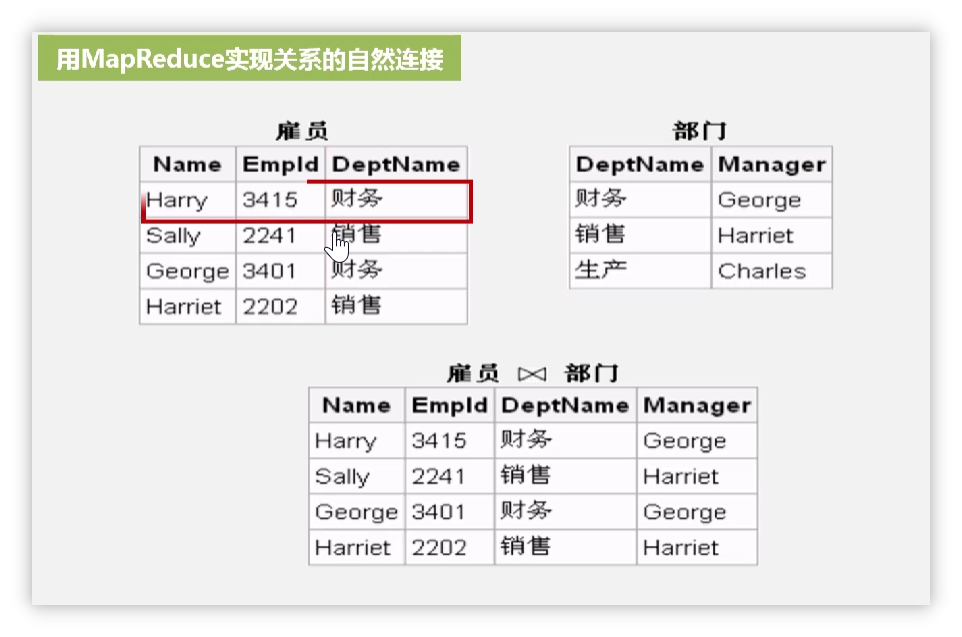 用MapReduce实现关系的自然连接
雇员
Name EmpId DeptName
Harry 3415 财务
Sally 2241 销售
George 3401 财务
Harriet 2202 销售
部门
DeptName Manager
财务 George
销售 Harriet
生产 Charles
雇员 ⋈ 部门
Name EmpId DeptName Manager
Harry 3415 财务 George
Sally 2241 销售 Harriet
George 3401 财务 George
Harriet 2202 销售 Harriet